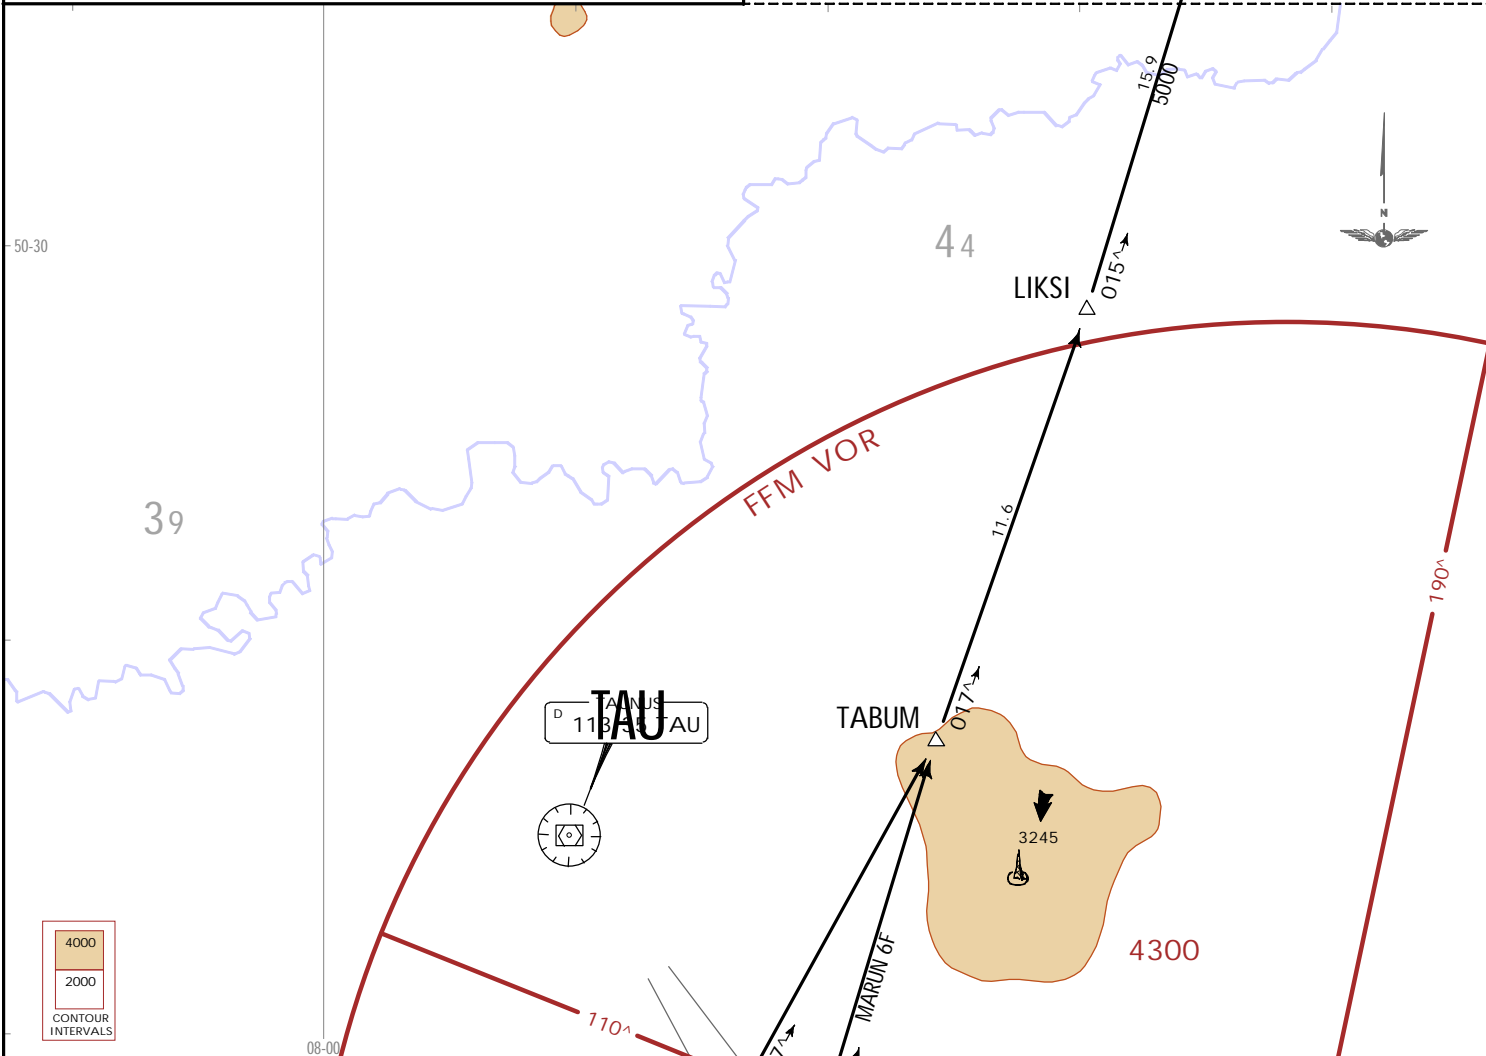 15.9
5000
N
50-30
44
LIKSI
015^
FFM VOR
39
11.6
190^
TAUNUS
D
TAU
TABUM
017^
3245
4000
2000
CONTOUR
INTERVALS
MARUN 6F
4300
110^
7^
08-00